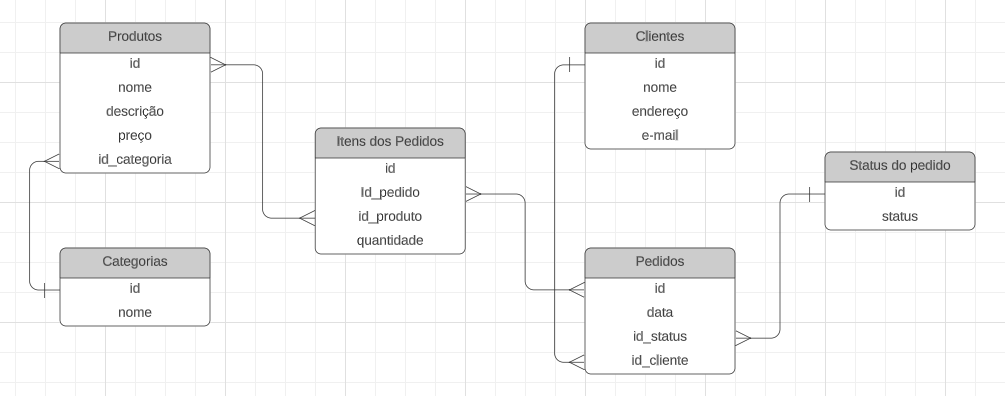 Produtos
id
nome
descrição
preço
id_categoria
Categorias
id
nome
Itens dos Pedidos
id
Id_pedido
id_produto
quantidade
Clientes
id
nome
endereço
e-mail
Pedidos
id
data
id_status
id_cliente
Status do pedido
id
status